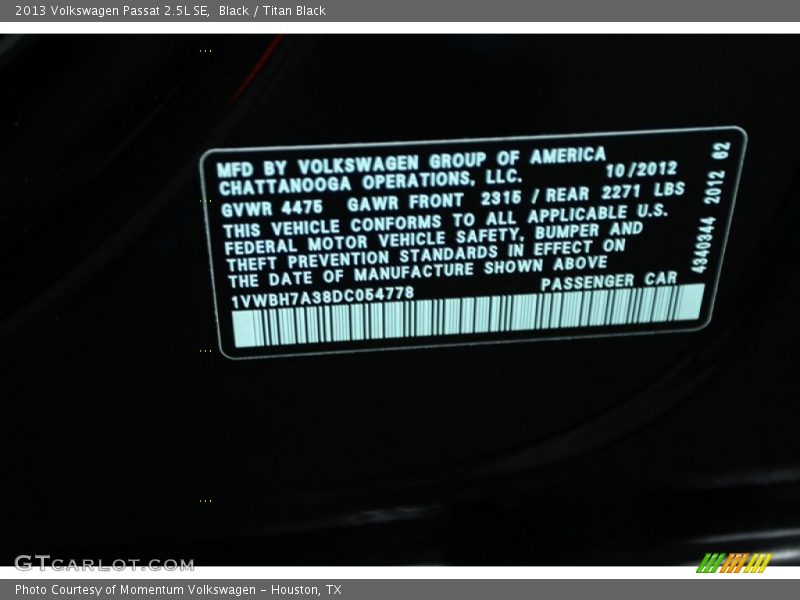 2013 Volkswagen Passat 2.5L SE, Black / Titan Black
MFD BY VOLKSWAGEN GROUP OF AMERICA
CHATTANOOGA OPERATIONS, LLC. 10/2012
GVWR 4475 GAWR FRONT 2315 / REAR 2271 LBS
THIS VEHICLE CONFORMS TO ALL APPLICABLE U.S.
FEDERAL MOTOR VEHICLE SAFETY, BUMPER AND
THEFT PREVENTION STANDARDS IN EFFECT ON
THE DATE OF MANUFACTURE SHOWN ABOVE
1VWBH7A38DC054778 PASSENGER CAR
4340344 2012 62
GTCARLOT.COM
Photo Courtesy of Momentum Volkswagen - Houston, TX